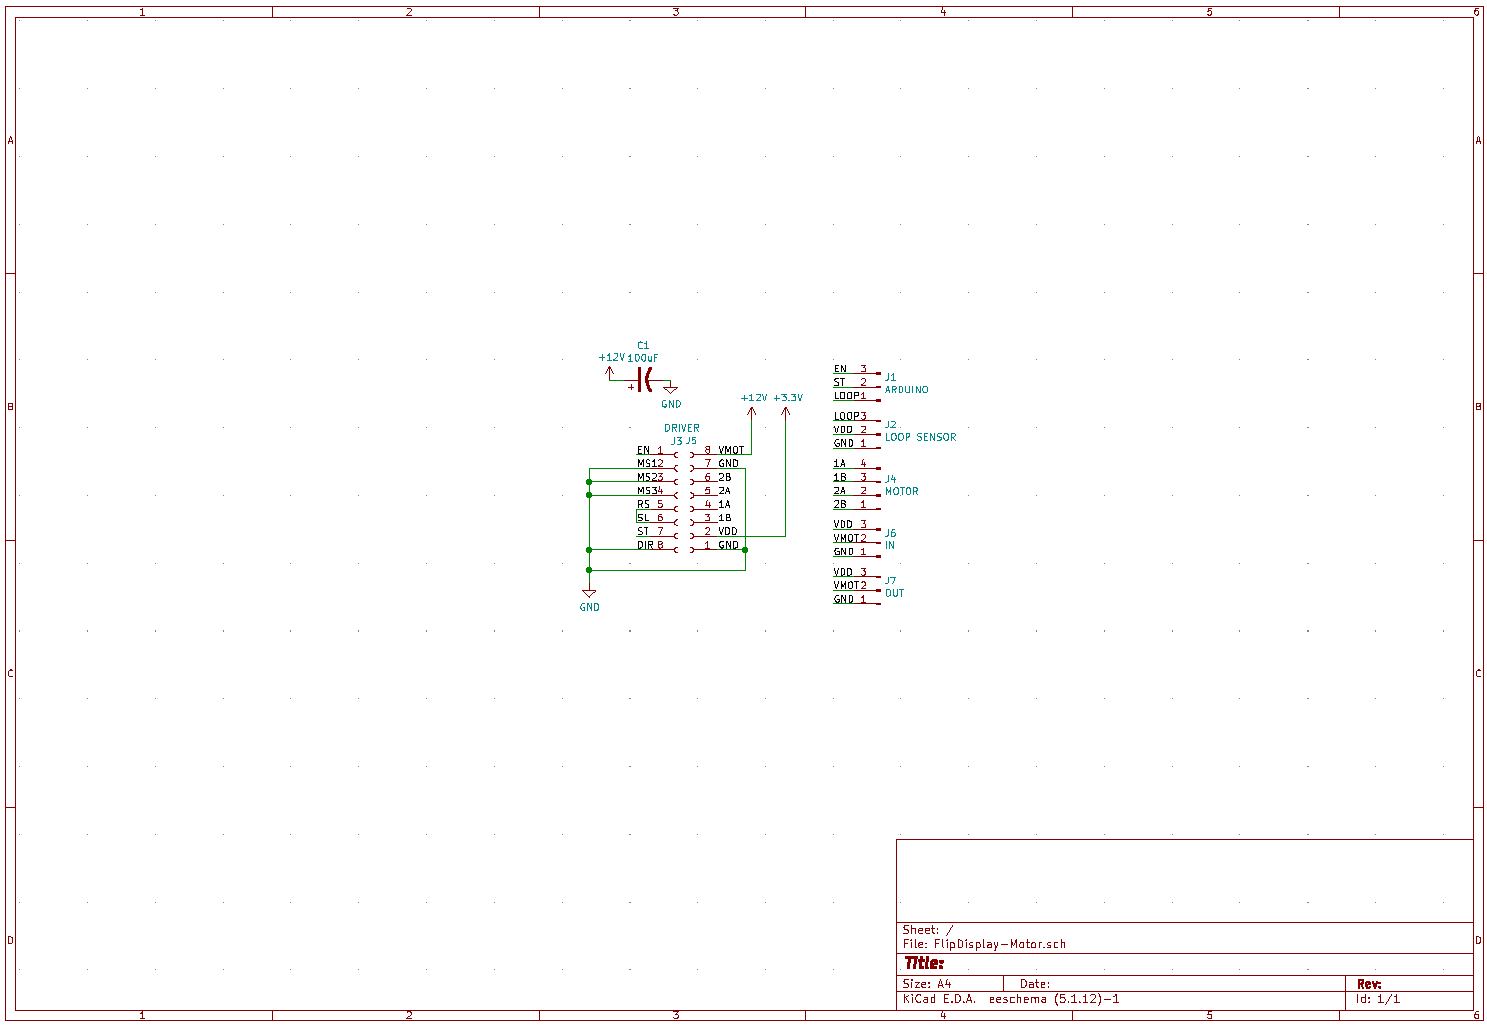 1 2 3 4 5 6
A A
B B
C C
D D
C1
+12V 100uF
+
GND
+12V +3.3V
DRIVER
J3 J5
EN 1 8 VMOT
MS1 2 7 GND
MS2 3 6 2B
MS3 4 5 2A
RS 5 4 1A
SL 6 3 1B
ST 7 2 VDD
DIR 8 1 GND
GND
EN 3
ST 2
LOOP 1
J1
ARDUINO
LOOP 3
VDD 2
GND 1
J2
LOOP SENSOR
1A 4
1B 3
2A 2
2B 1
J4
MOTOR
VDD 3
VMOT 2
GND 1
J6
IN
VDD 3
VMOT 2
GND 1
J7
OUT
Sheet: /
File: FlipDisplay-Motor.sch
Title:
Size: A4 Date: Rev:
KiCad E.D.A. eeschema (5.1.12)-1 Id: 1/1
1 2 3 4 5 6